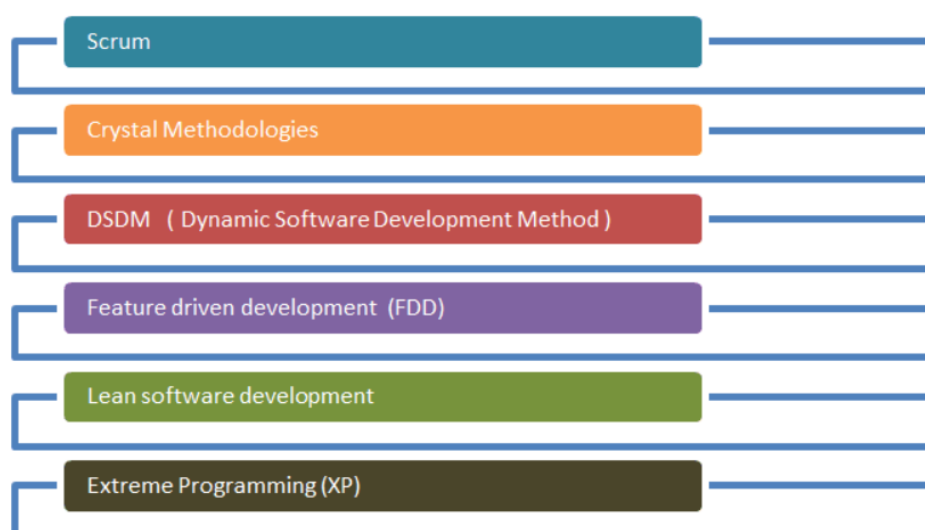 Scrum
Crystal Methodologies
DSDM ( Dynamic Software Development Method )
Feature driven development (FDD)
Lean software development
Extreme Programming (XP)